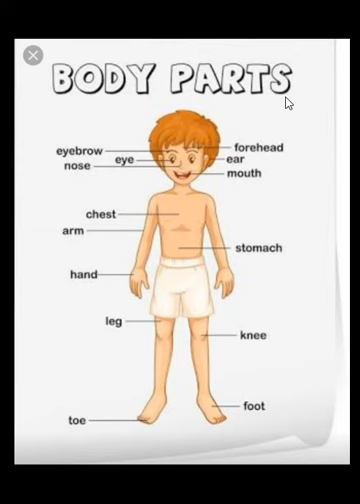 BODY PARTS
eyebrow
forehead
eye
ear
nose
mouth
chest
arm
stomach
hand
leg
knee
foot
toe